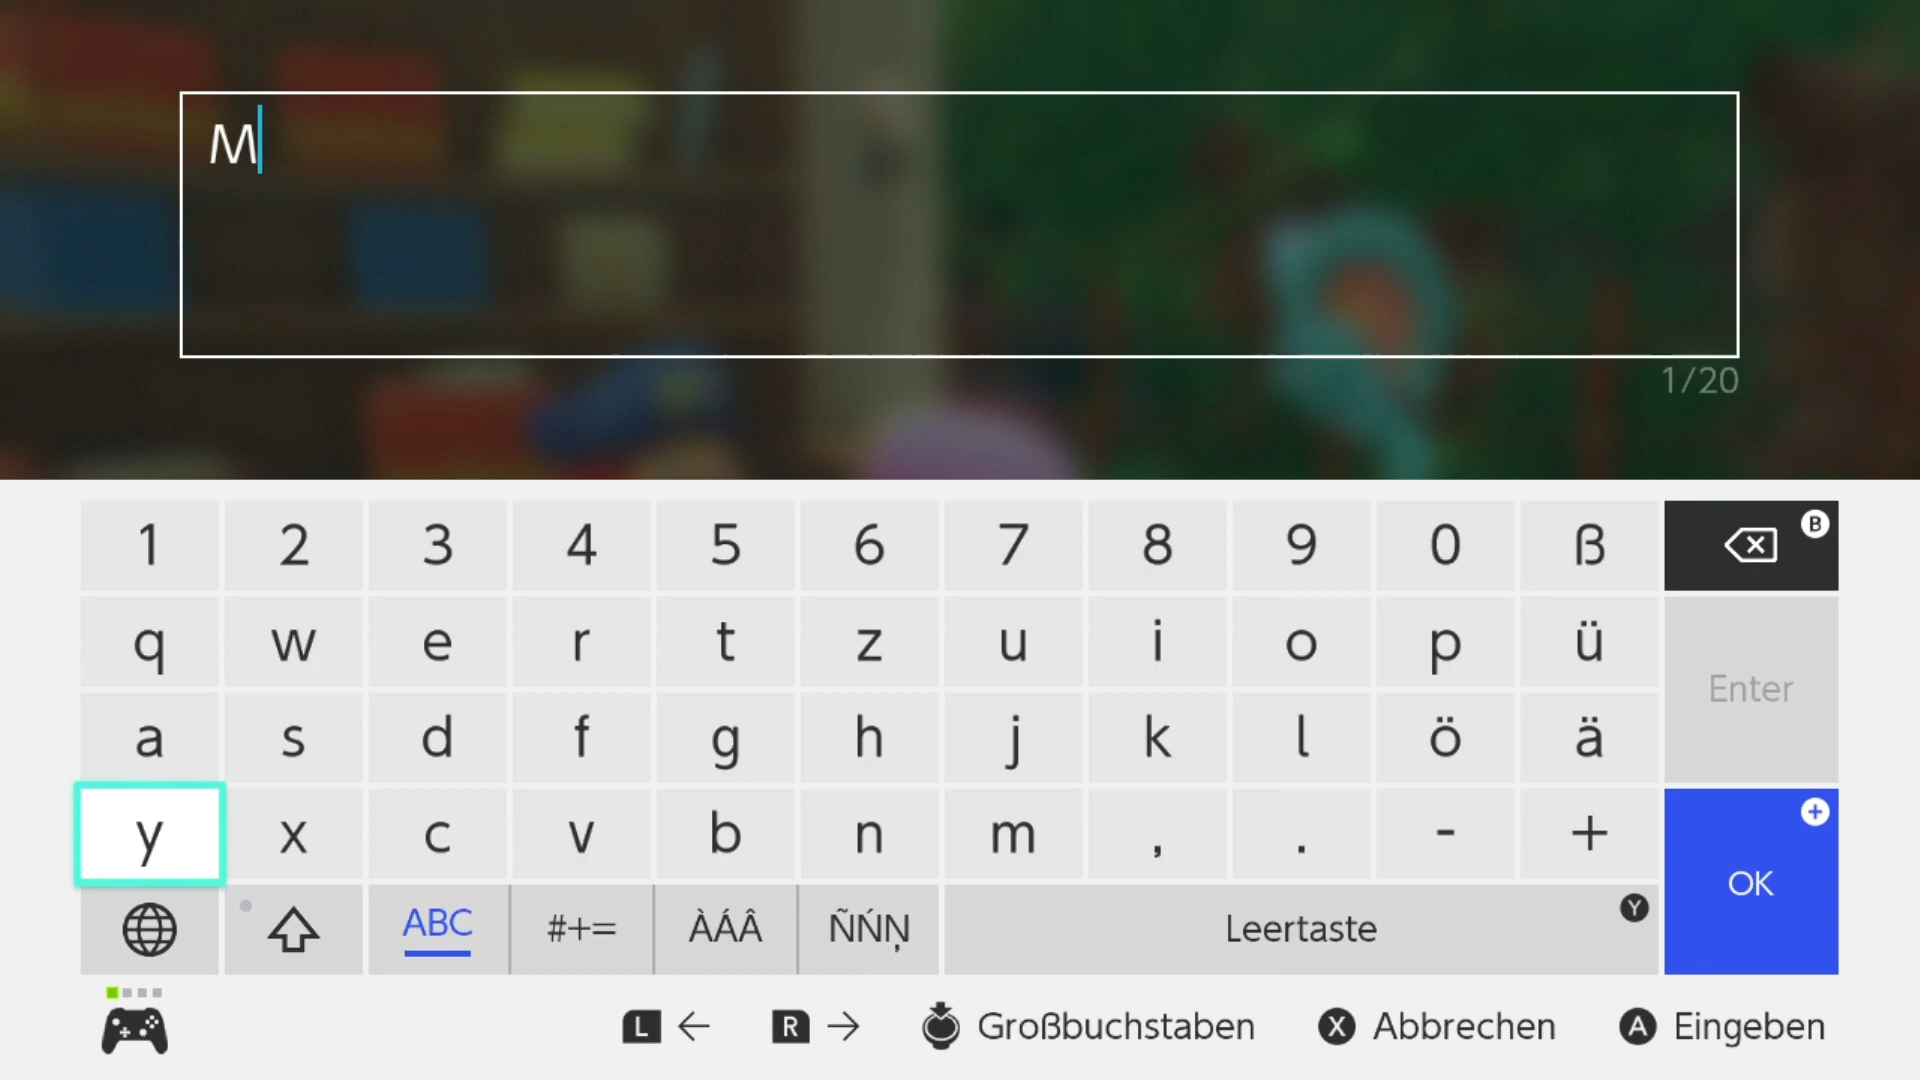 M
1/20
1 2 3 4 5 6 7 8 9 0 ß B
q w e r t z u i o p ü
Enter
a s d f g h j k l ö ä
y x c v b n m , . - +
OK
ABC #+= ÀÁÂ ÑŃŅ Leertaste Y
L ← R → Großbuchstaben X Abbrechen A Eingeben